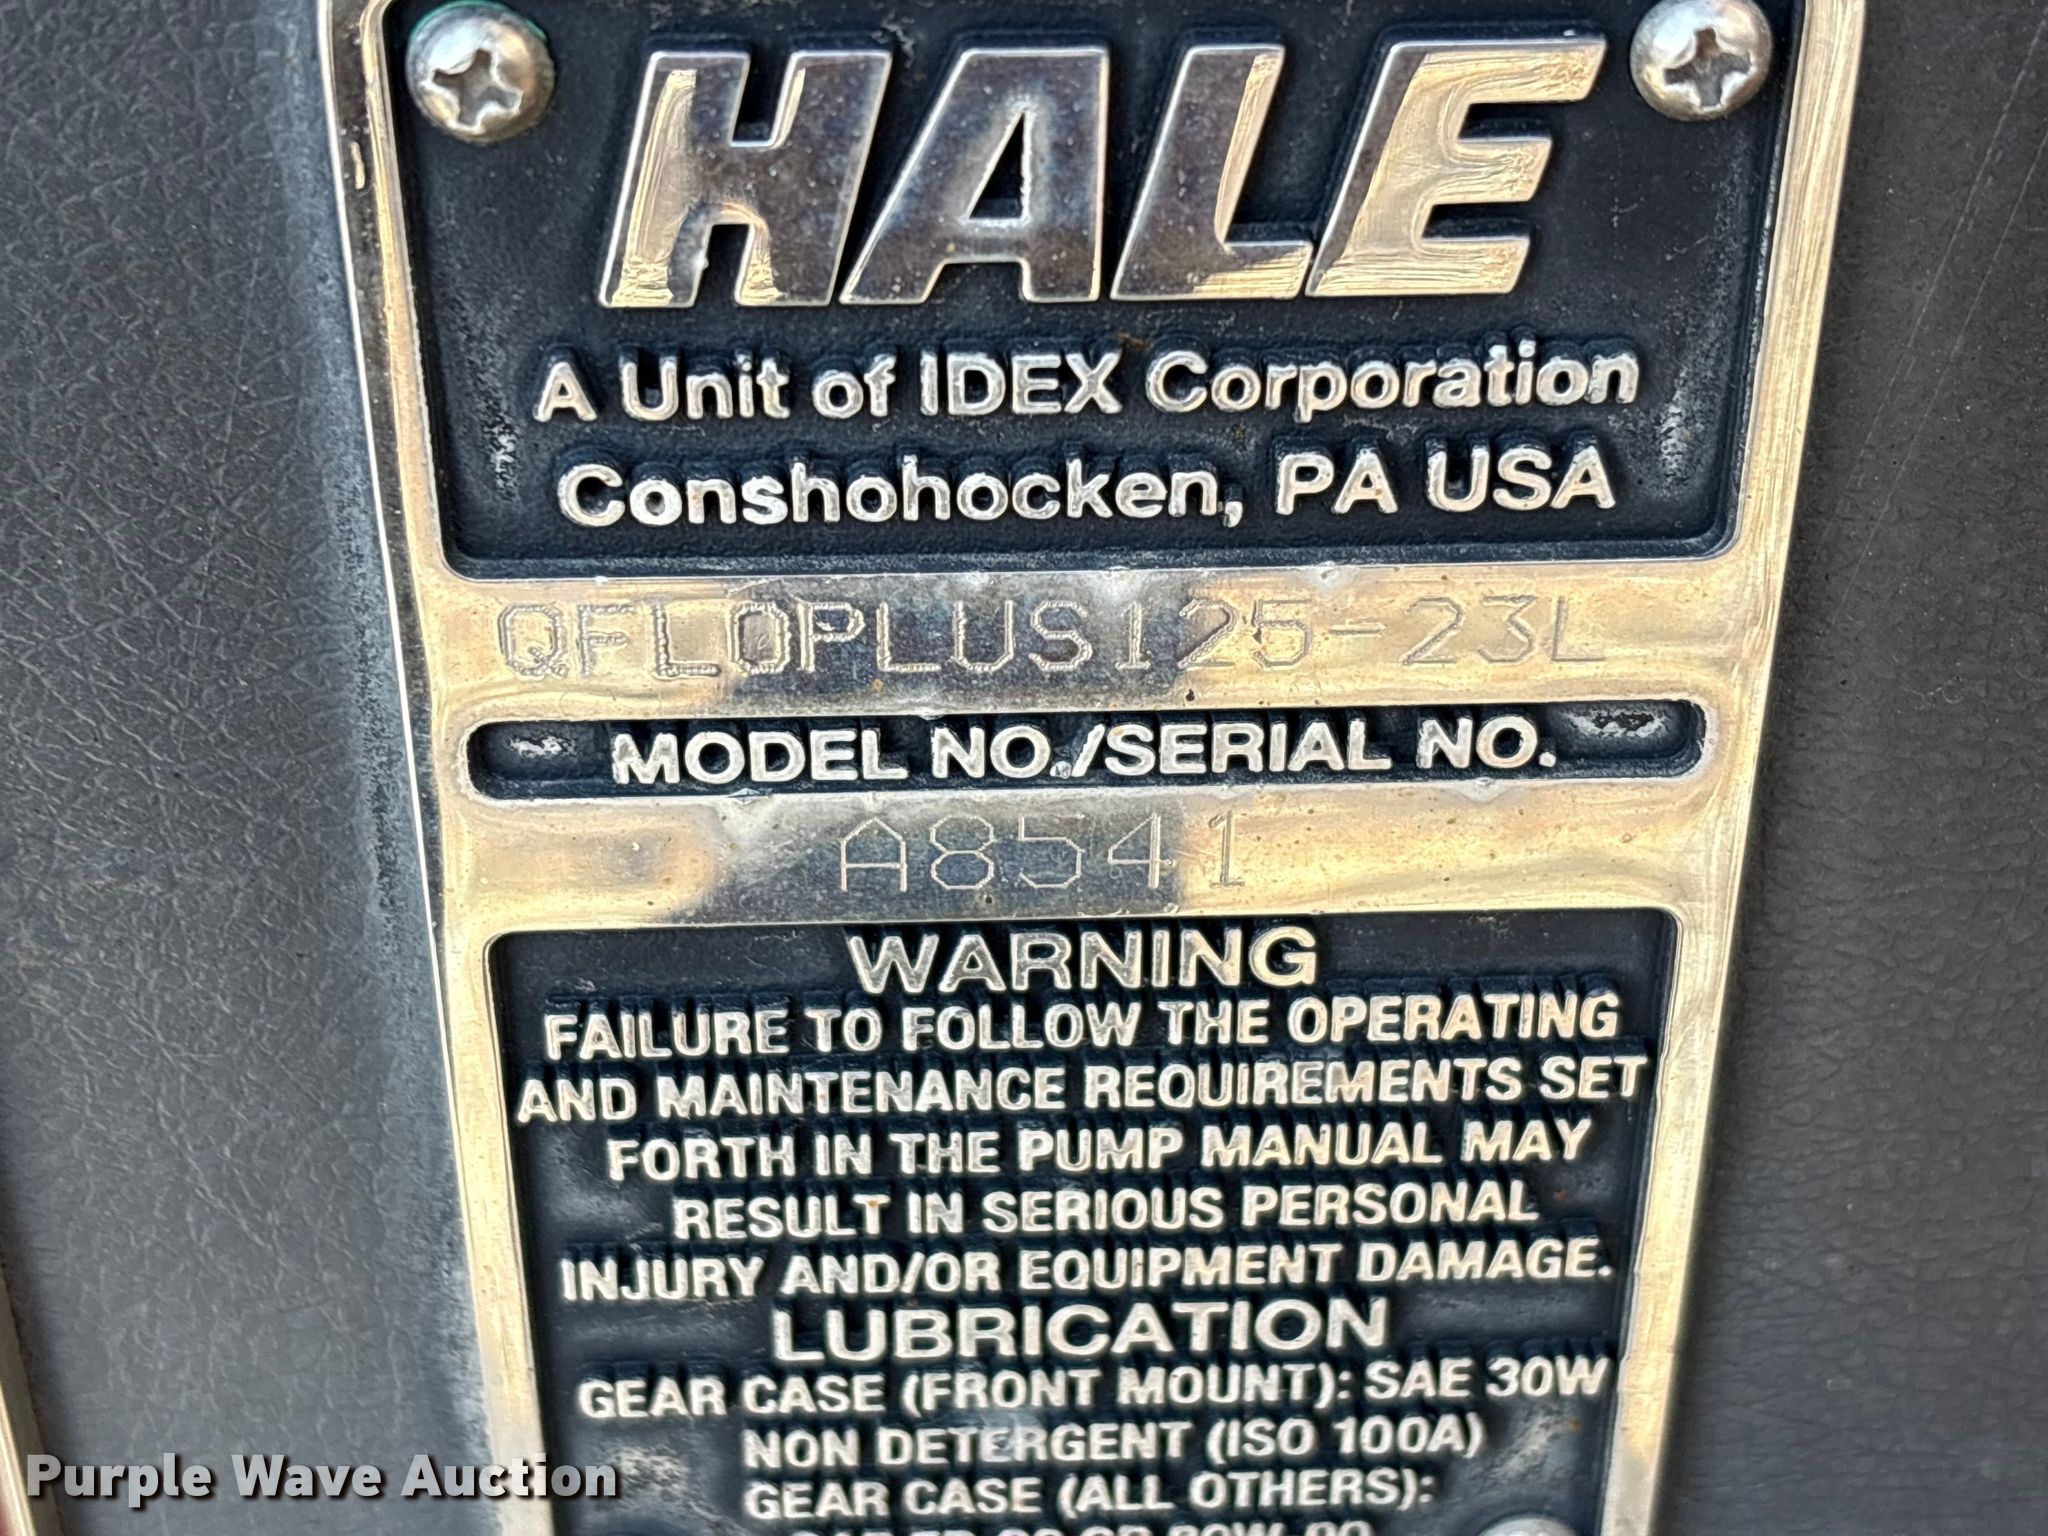 HALE
A Unit of IDEX Corporation
Conshohocken, PA USA
QFLOPLUS125-23L
MODEL NO./SERIAL NO.
A8541
WARNING
FAILURE TO FOLLOW THE OPERATING
AND MAINTENANCE REQUIREMENTS SET
FORTH IN THE PUMP MANUAL MAY
RESULT IN SERIOUS PERSONAL
INJURY AND/OR EQUIPMENT DAMAGE.
LUBRICATION
GEAR CASE (FRONT MOUNT): SAE 30W
NON DETERGENT (ISO 100A)
GEAR CASE (ALL OTHERS):
Purple Wave Auction